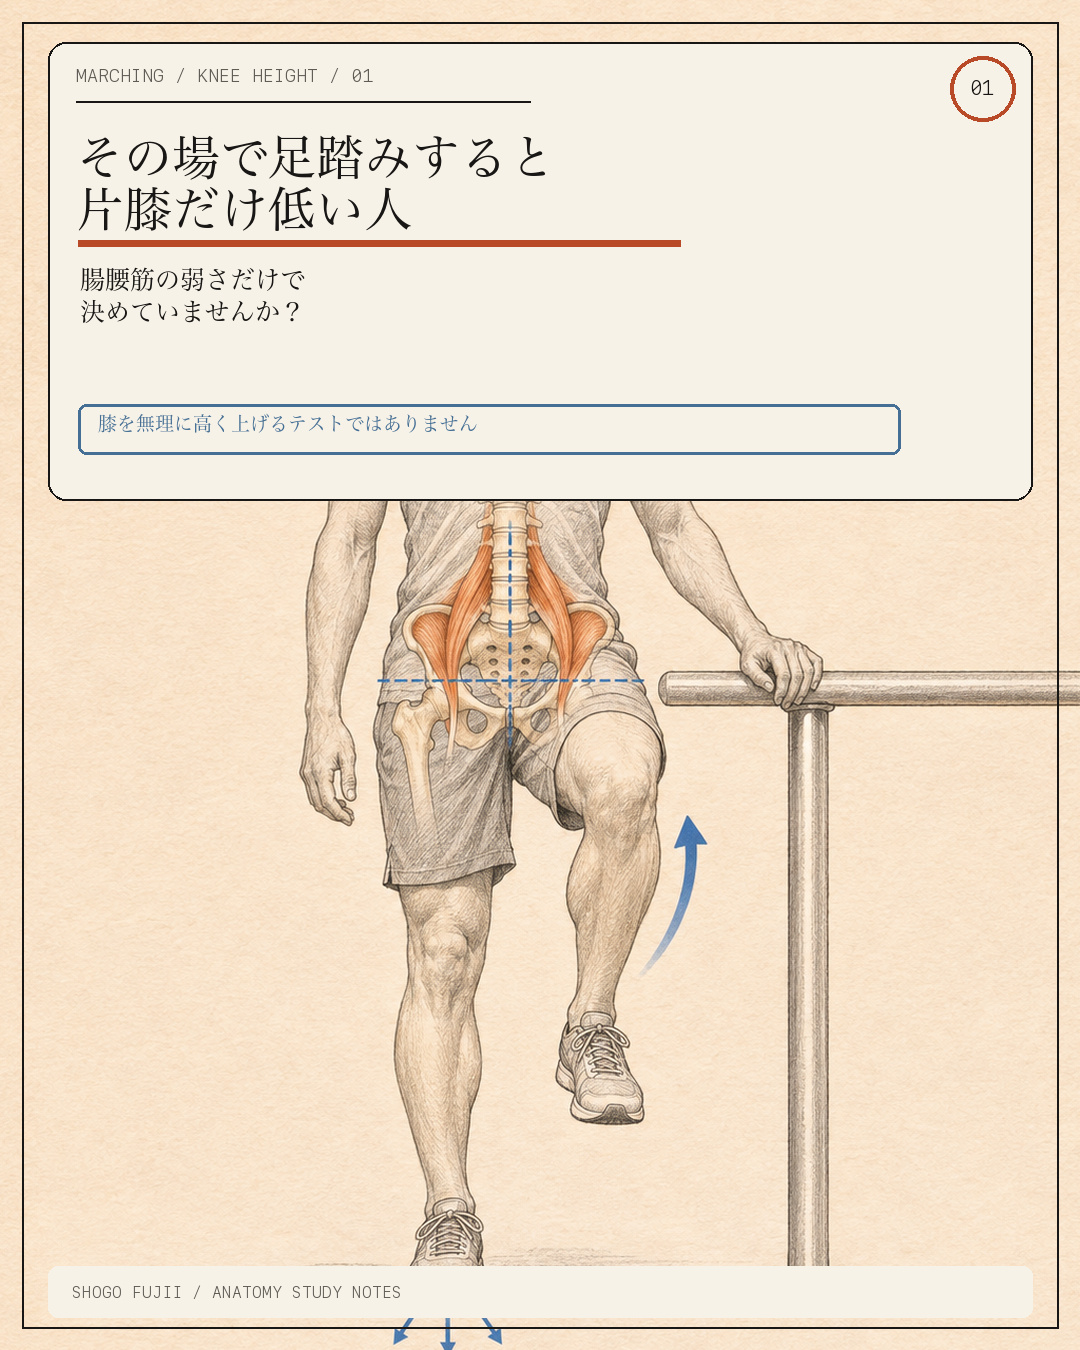 MARCHING / KNEE HEIGHT / 01
01
その場で足踏みすると
片膝だけ低い人
腸腰筋の弱さだけで
決めていませんか？
膝を無理に高く上げるテストではありません
SHOGO FUJII / ANATOMY STUDY NOTES